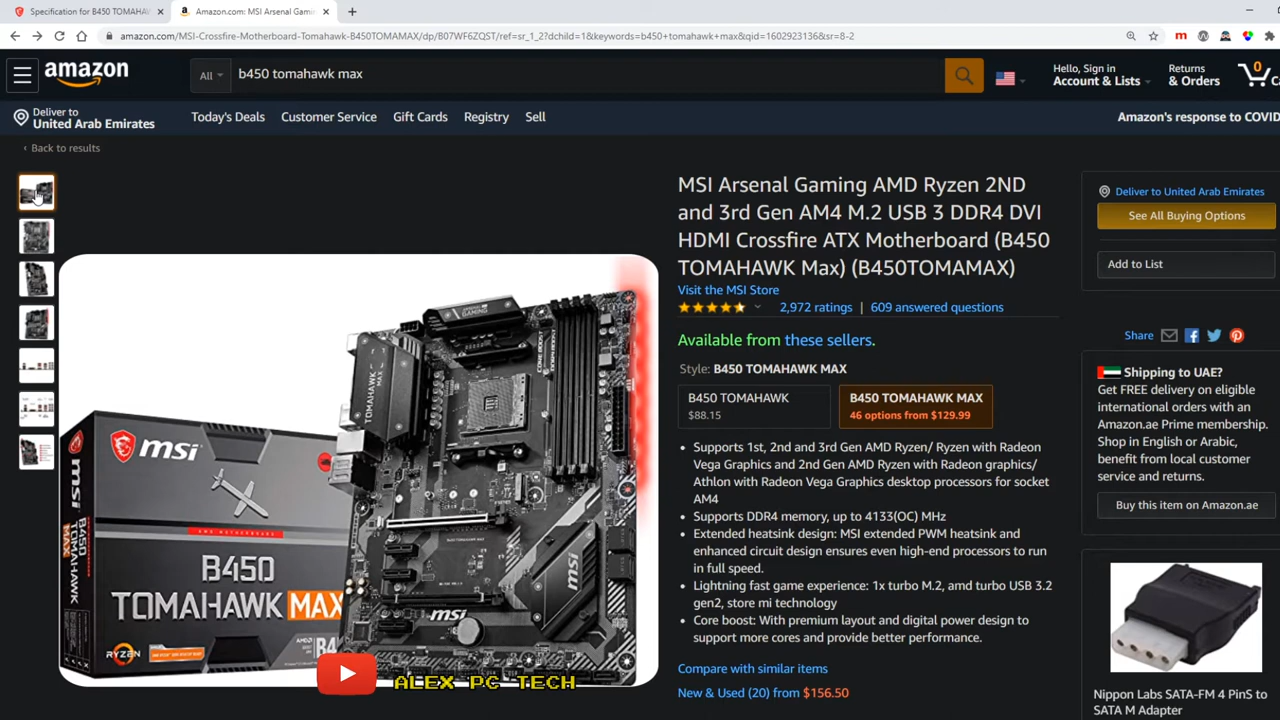 Specification for B450 TOMAHAWK
Amazon.com: MSI Arsenal Gamin
amazon.com/MSI-Crossfire-Motherboard-Tomahawk-B450TOMAMAX/dp/B07WF6ZQST/ref=sr_1_2?dchild=1&keywords=b450+tomahawk+max&qid=1602923136&sr=8-2
amazon
All
b450 tomahawk max
Hello, Sign in
Account & Lists
Returns
& Orders
0
Ca
Deliver to
United Arab Emirates
Today's Deals
Customer Service
Gift Cards
Registry
Sell
Amazon's response to COVID
‹ Back to results
MSI Arsenal Gaming AMD Ryzen 2ND
and 3rd Gen AM4 M.2 USB 3 DDR4 DVI
HDMI Crossfire ATX Motherboard (B450
TOMAHAWK Max) (B450TOMAMAX)
Visit the MSI Store
2,972 ratings | 609 answered questions
Available from these sellers.
Style: B450 TOMAHAWK MAX
B450 TOMAHAWK
$88.15
B450 TOMAHAWK MAX
46 options from $129.99
• Supports 1st, 2nd and 3rd Gen AMD Ryzen/ Ryzen with Radeon
Vega Graphics and 2nd Gen AMD Ryzen with Radeon graphics/
Athlon with Radeon Vega Graphics desktop processors for socket
AM4
• Supports DDR4 memory, up to 4133(OC) MHz
• Extended heatsink design: MSI extended PWM heatsink and
enhanced circuit design ensures even high-end processors to run
in full speed.
• Lightning fast game experience: 1x turbo M.2, amd turbo USB 3.2
gen2, store mi technology
• Core boost: With premium layout and digital power design to
support more cores and provide better performance.
Compare with similar items
New & Used (20) from $156.50
Deliver to United Arab Emirates
See All Buying Options
Add to List
Share
Shipping to UAE?
Get FREE delivery on eligible
international orders with an
Amazon.ae Prime membership.
Shop in English or Arabic,
benefit from local customer
service and returns.
Buy this item on Amazon.ae
Nippon Labs SATA-FM 4 PinS to
SATA M Adapter
msi
B450
TOMAHAWK MAX
RYZEN
msi
B450
TOMAHAWK
MAX
TOMAHAWK
MAX
GAMING
CORE BOOST
msi
msi
ALEX PC TECH